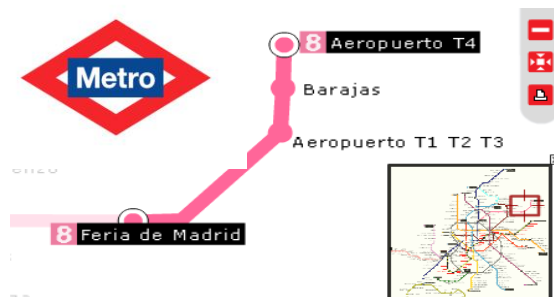 8 Aeropuerto T4
Metro
Barajas
Aeropuerto T1 T2 T3
8 Feria de Madrid